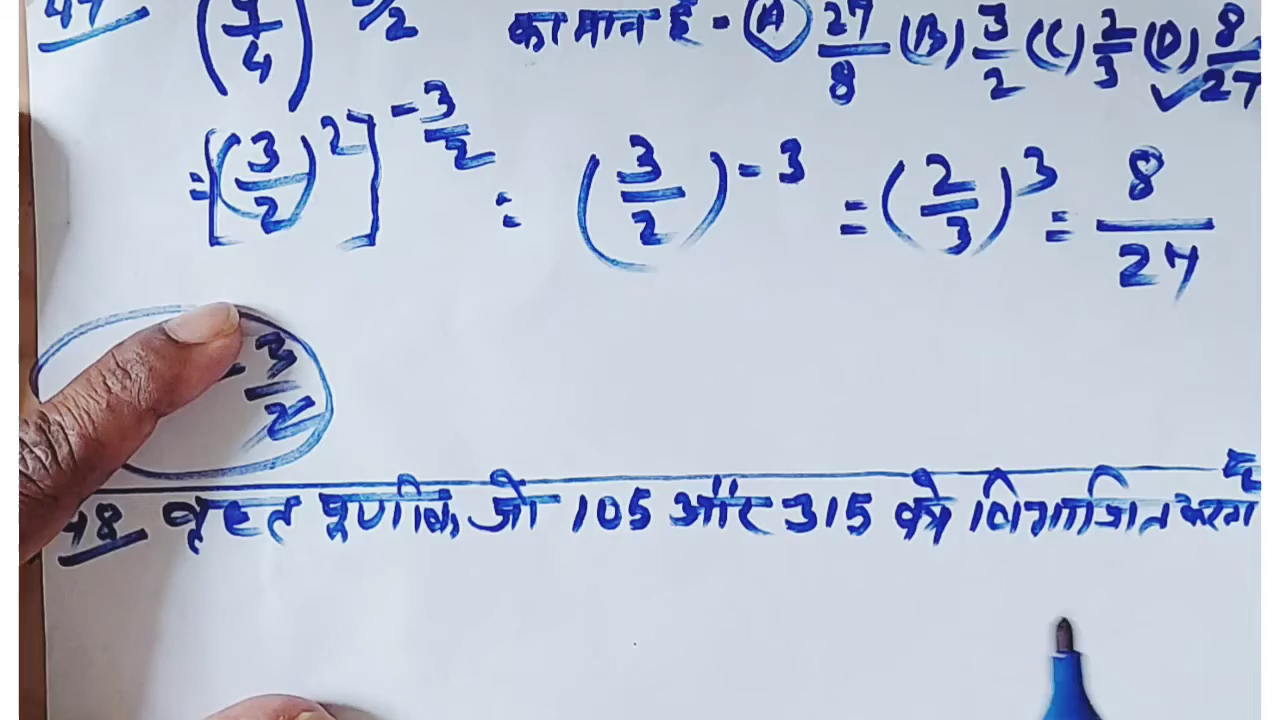 47 (9/4) 3/2 का मान है - (A) 27/8 (B) 3/2 (C) 2/3 (D) 8/27
= [(3/2)^2]^-3/2 = (3/2)^-3 = (2/3)^3 = 8/27
- 3/2
48 वृहत पूर्णांक जो 105 और 315 को विभाजित करता है